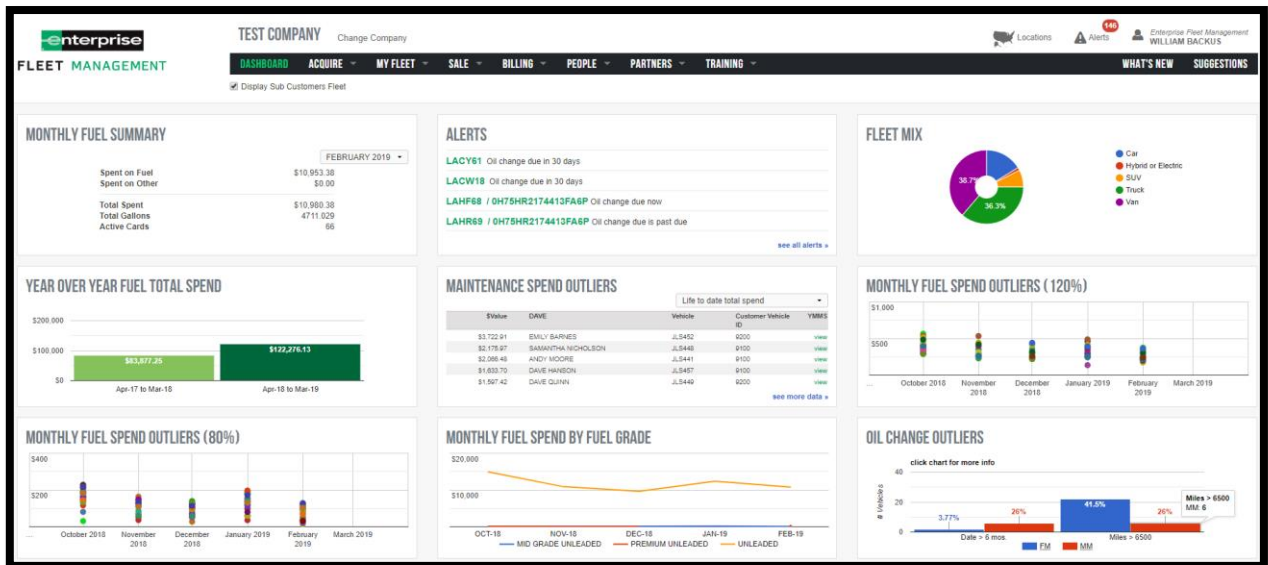 enterprise
FLEET MANAGEMENT
TEST COMPANY Change Company
Locations
Alerts
146
Enterprise Fleet Management
WILLIAM BACKUS
DASHBOARD ACQUIRE MY FLEET SALE BILLING PEOPLE PARTNERS TRAINING WHAT'S NEW SUGGESTIONS
Display Sub Customers Fleet
MONTHLY FUEL SUMMARY
FEBRUARY 2019
Spent on Fuel $10,953.38
Spent on Other $0.00
Total Spent $10,980.38
Total Gallons 4711.029
Active Cards 66
ALERTS
LACY61 Oil change due in 30 days
LACW18 Oil change due in 30 days
LAHF68 / 0H75HR2174413FA6P Oil change due now
LAHR69 / 0H75HR2174413FA6P Oil change due is past due
see all alerts »
FLEET MIX
38.7%
36.3%
Car
Hybrid or Electric
SUV
Truck
Van
YEAR OVER YEAR FUEL TOTAL SPEND
$200,000
$100,000
$0
$83,877.25
$122,276.13
Apr-17 to Mar-18
Apr-18 to Mar-19
MAINTENANCE SPEND OUTLIERS
Life to date total spend
$Value DAVE Vehicle Customer Vehicle ID YMMS
$3,722.91 EMILY BARNES JLS452 9200 view
$2,175.97 SAMANTHA NICHOLSON JLS448 9100 view
$2,066.48 ANDY MOORE JLS441 9100 view
$1,633.70 DAVE HANSON JLS457 9100 view
$1,597.42 DAVE QUINN JLS449 9200 view
see more data »
MONTHLY FUEL SPEND OUTLIERS (120%)
$1,000
$500
...
October 2018
November 2018
December 2018
January 2019
February 2019
March 2019
MONTHLY FUEL SPEND OUTLIERS (80%)
$400
$200
...
October 2018
November 2018
December 2018
January 2019
February 2019
March 2019
MONTHLY FUEL SPEND BY FUEL GRADE
$20,000
$10,000
OCT-18 NOV-18 DEC-18 JAN-19 FEB-19
MID GRADE UNLEADED PREMIUM UNLEADED UNLEADED
OIL CHANGE OUTLIERS
click chart for more info
# Vehicles
40
20
0
3.77%
26%
41.5%
26%
Miles > 6500
MM: 6
Date > 6 mos.
Miles > 6500
FM MM